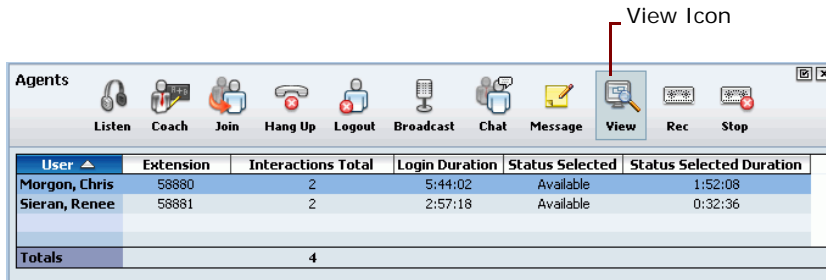 View Icon
Agents
Listen Coach Join Hang Up Logout Broadcast Chat Message View Rec Stop
User Extension Interactions Total Login Duration Status Selected Status Selected Duration
Morgon, Chris 58880 2 5:44:02 Available 1:52:08
Sieran, Renee 58881 2 2:57:18 Available 0:32:36
Totals 4